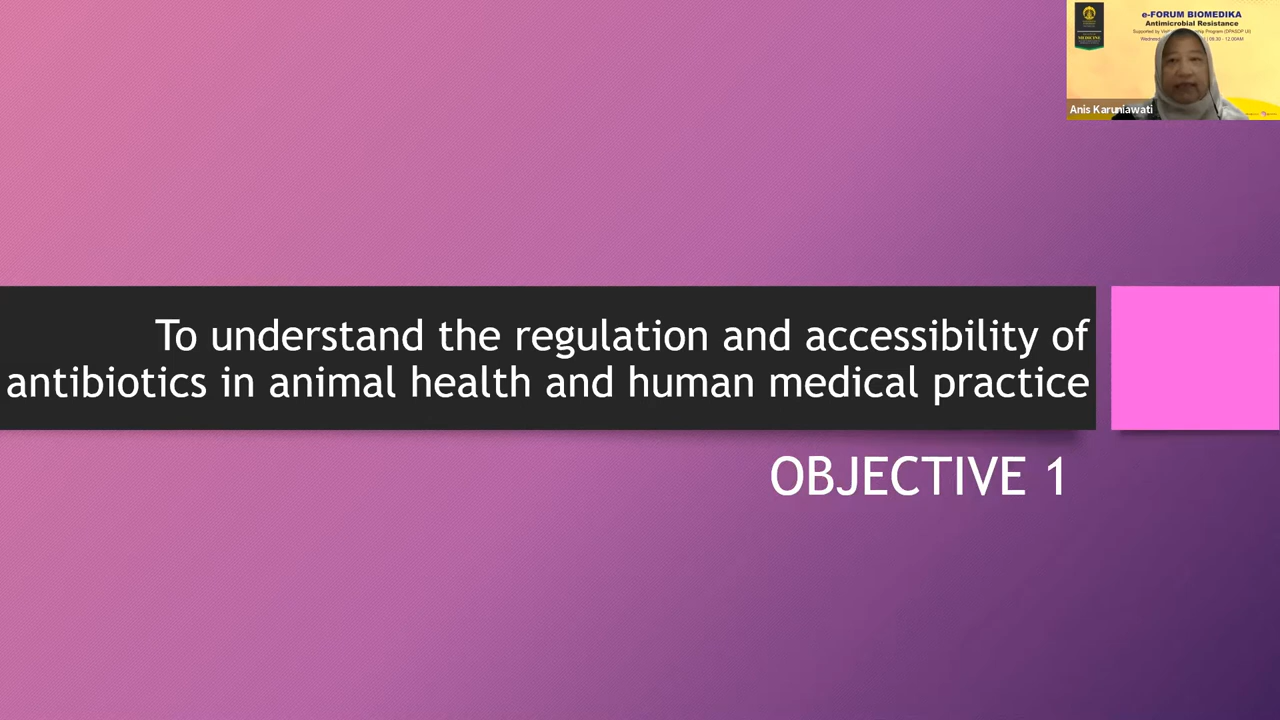 e-FORUM BIOMEDIKA
Antimicrobial Resistance
Anis Karuniawati
To understand the regulation and accessibility of
antibiotics in animal health and human medical practice
OBJECTIVE 1